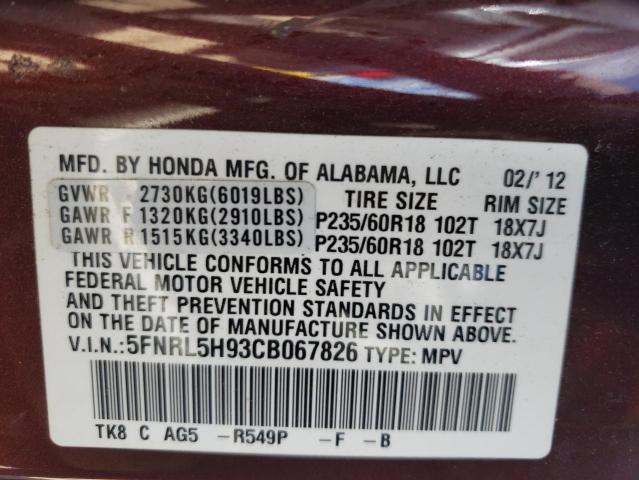 MFD. BY HONDA MFG. OF ALABAMA, LLC 02/'12
GVWR - 2730KG(6019LBS) TIRE SIZE RIM SIZE
GAWR F 1320KG(2910LBS) P235/60R18 102T 18X7J
GAWR R 1515KG(3340LBS) P235/60R18 102T 18X7J
THIS VEHICLE CONFORMS TO ALL APPLICABLE
FEDERAL MOTOR VEHICLE SAFETY
AND THEFT PREVENTION STANDARDS IN EFFECT
ON THE DATE OF MANUFACTURE SHOWN ABOVE.
V.I.N.:5FNRL5H93CB067826 TYPE: MPV
TK8 C AG5 -R549P -F -B